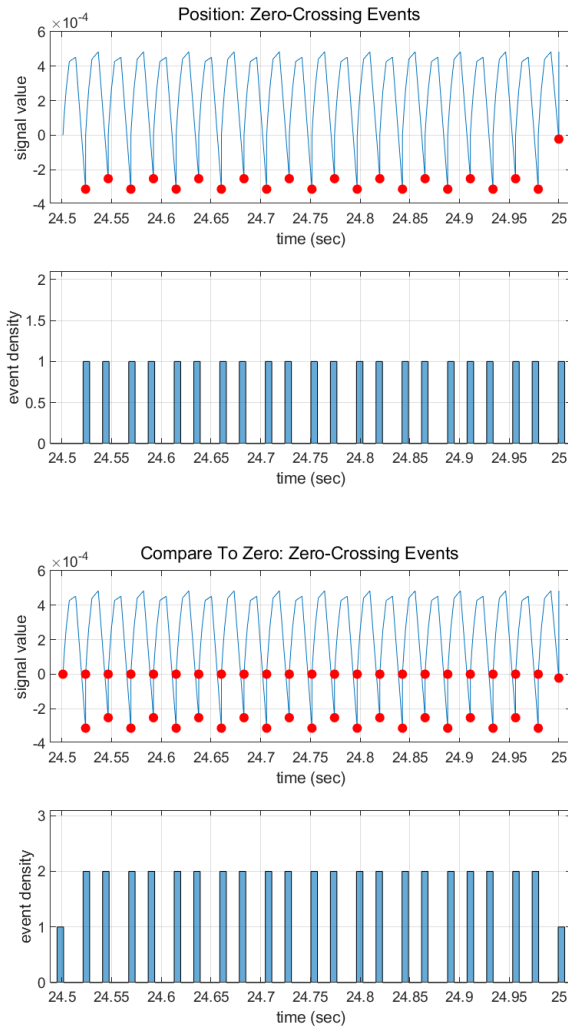 Position: Zero-Crossing Events
×10⁻⁴
6
4
2
0
-2
-4
signal value
24.5 24.55 24.6 24.65 24.7 24.75 24.8 24.85 24.9 24.95 25
time (sec)
2
1.5
1
0.5
0
event density
24.5 24.55 24.6 24.65 24.7 24.75 24.8 24.85 24.9 24.95 25
time (sec)
Compare To Zero: Zero-Crossing Events
×10⁻⁴
6
4
2
0
-2
-4
signal value
24.5 24.55 24.6 24.65 24.7 24.75 24.8 24.85 24.9 24.95 25
time (sec)
3
2
1
0
event density
24.5 24.55 24.6 24.65 24.7 24.75 24.8 24.85 24.9 24.95 25
time (sec)